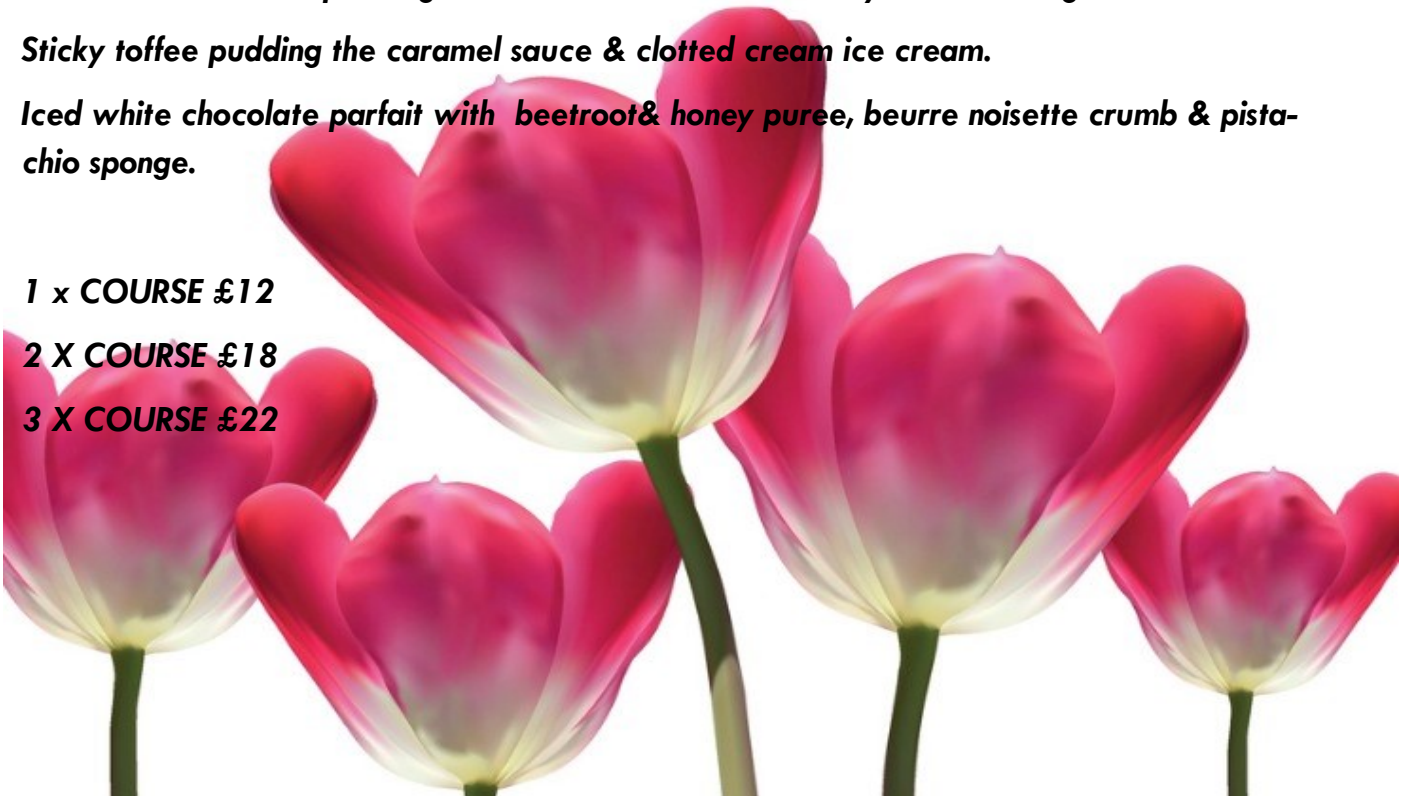 Sticky toffee pudding the caramel sauce & clotted cream ice cream.
Iced white chocolate parfait with  beetroot& honey puree, beurre noisette crumb & pista-
chio sponge.
1 x COURSE £12
2 X COURSE £18
3 X COURSE £22